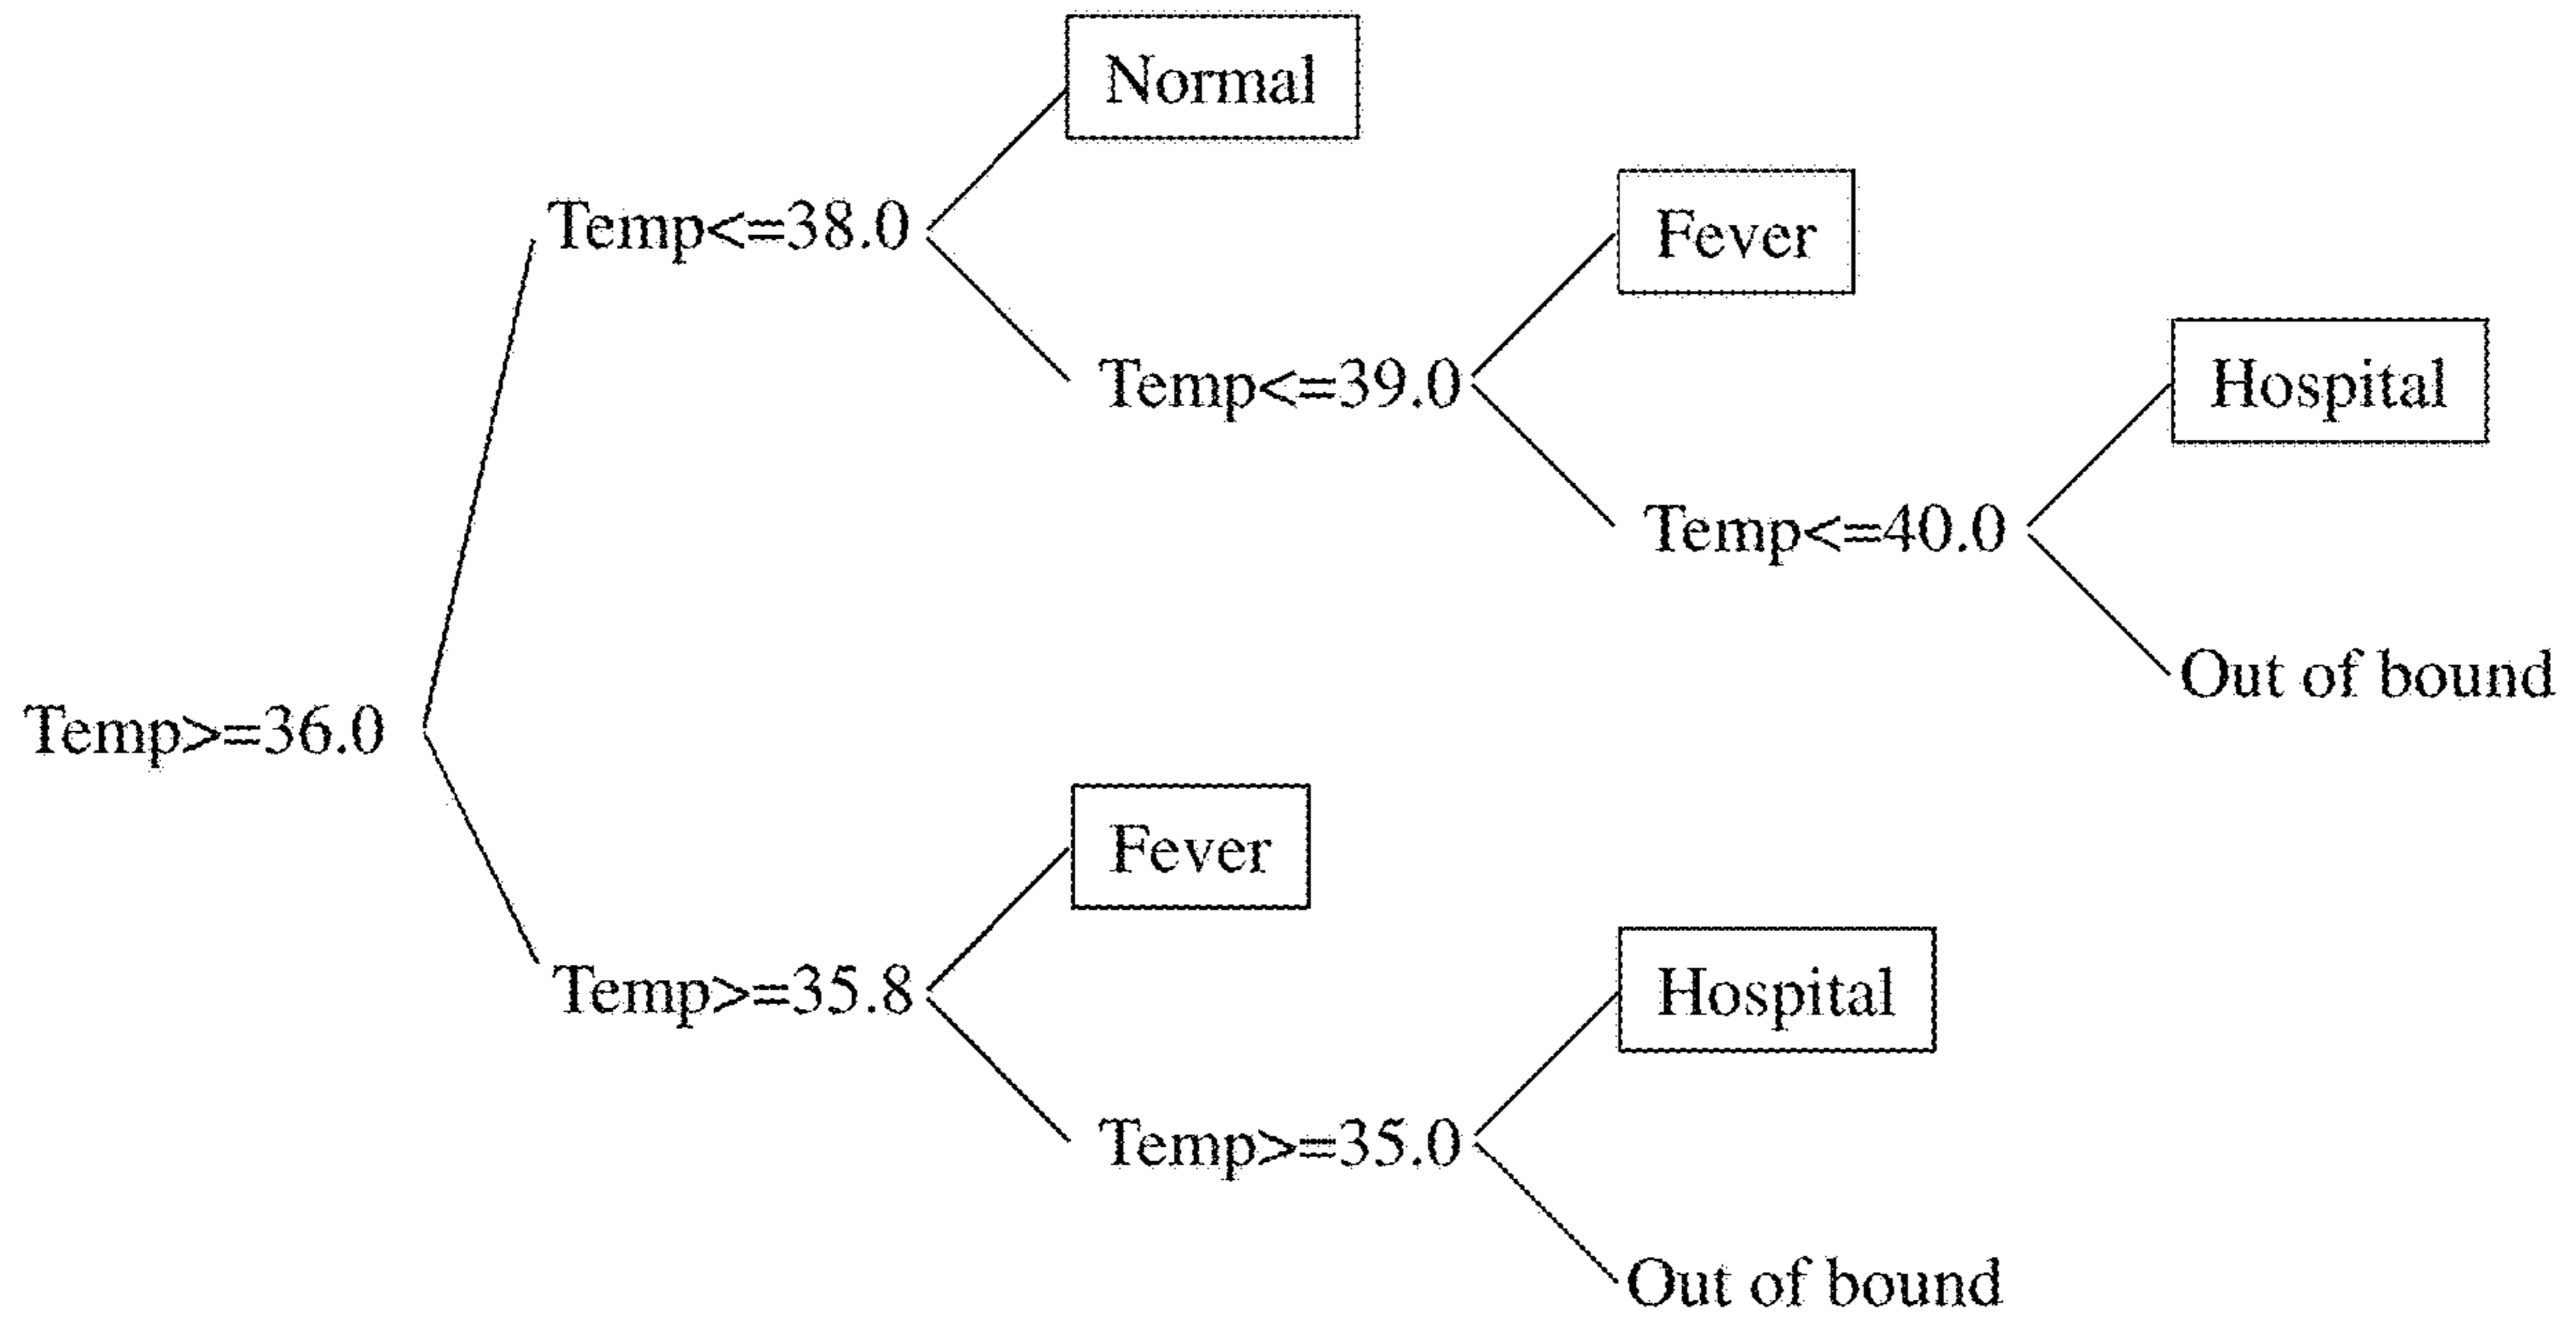 Normal
Temp<=38.0
Fever
Temp<=39.0
Hospital
Temp<=40.0
Out of bound
Temp>=36.0
Fever
Temp>=35.8
Hospital
Temp>=35.0
Out of bound